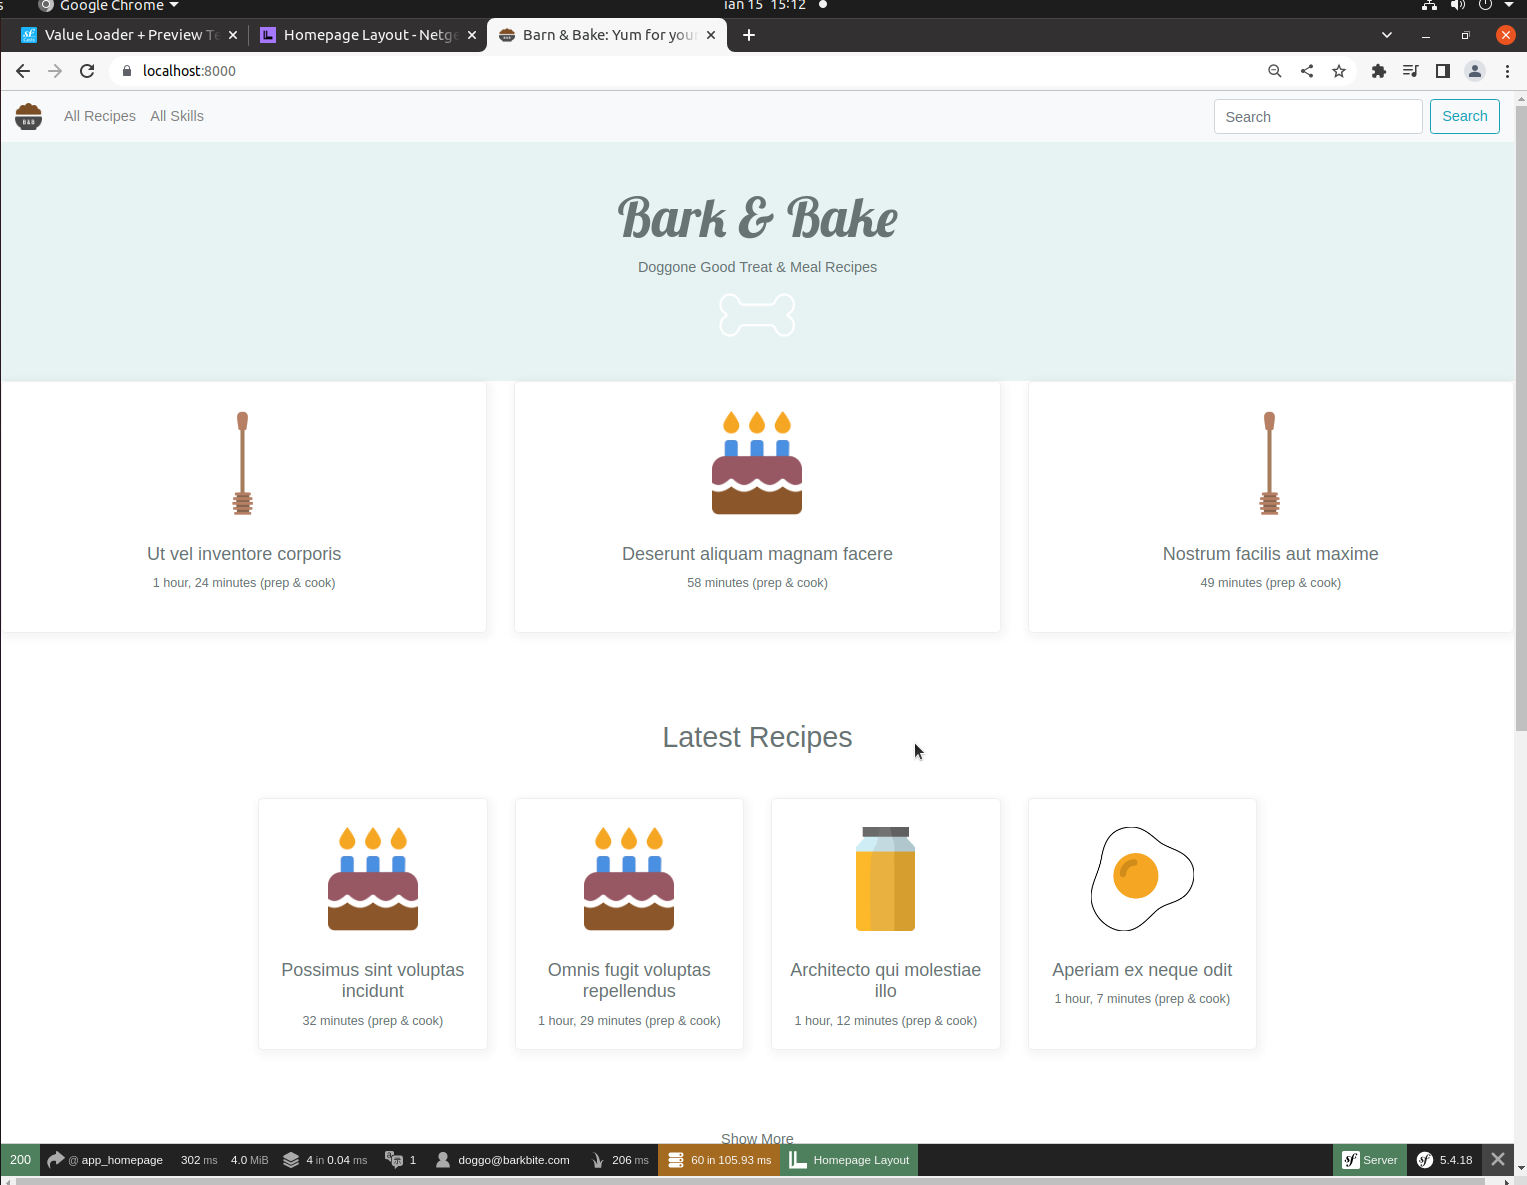 Google Chrome
ian 15 15:12
Value Loader + Preview Te
Homepage Layout - Netge
Barn & Bake: Yum for your
localhost:8000
B&B
All Recipes
All Skills
Search
Search
Bark & Bake
Doggone Good Treat & Meal Recipes
Ut vel inventore corporis
1 hour, 24 minutes (prep & cook)
Deserunt aliquam magnam facere
58 minutes (prep & cook)
Nostrum facilis aut maxime
49 minutes (prep & cook)
Latest Recipes
Possimus sint voluptas
incidunt
32 minutes (prep & cook)
Omnis fugit voluptas
repellendus
1 hour, 29 minutes (prep & cook)
Architecto qui molestiae
illo
1 hour, 12 minutes (prep & cook)
Aperiam ex neque odit
1 hour, 7 minutes (prep & cook)
Show More
200 @ app_homepage 302 ms 4.0 MiB 4 in 0.04 ms 1 doggo@barkbite.com 206 ms 60 in 105.93 ms Homepage Layout sf Server sf 5.4.18